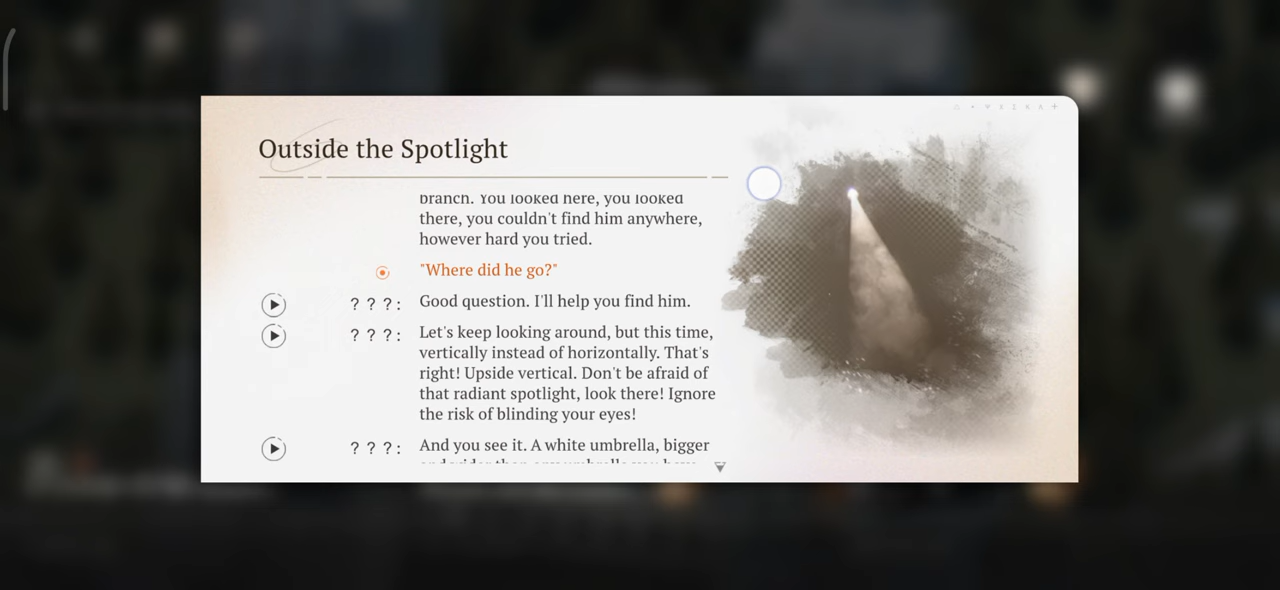 Outside the Spotlight
branch. You looked here, you looked
there, you couldn't find him anywhere,
however hard you tried.
"Where did he go?"
? ? ? : Good question. I'll help you find him.
? ? ? : Let's keep looking around, but this time,
vertically instead of horizontally. That's
right! Upside vertical. Don't be afraid of
that radiant spotlight, look there! Ignore
the risk of blinding your eyes!
? ? ? : And you see it. A white umbrella, bigger